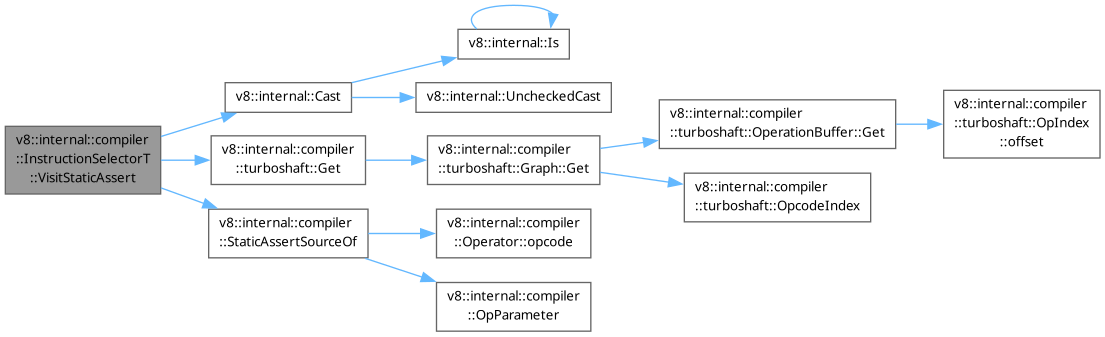 v8::internal::compiler
::InstructionSelectorT
::VisitStaticAssert
v8::internal::Cast
v8::internal::Is
v8::internal::UncheckedCast
v8::internal::compiler
::turboshaft::Get
v8::internal::compiler
::turboshaft::Graph::Get
v8::internal::compiler
::turboshaft::OperationBuffer::Get
v8::internal::compiler
::turboshaft::OpIndex
::offset
v8::internal::compiler
::turboshaft::OpcodeIndex
v8::internal::compiler
::StaticAssertSourceOf
v8::internal::compiler
::Operator::opcode
v8::internal::compiler
::OpParameter